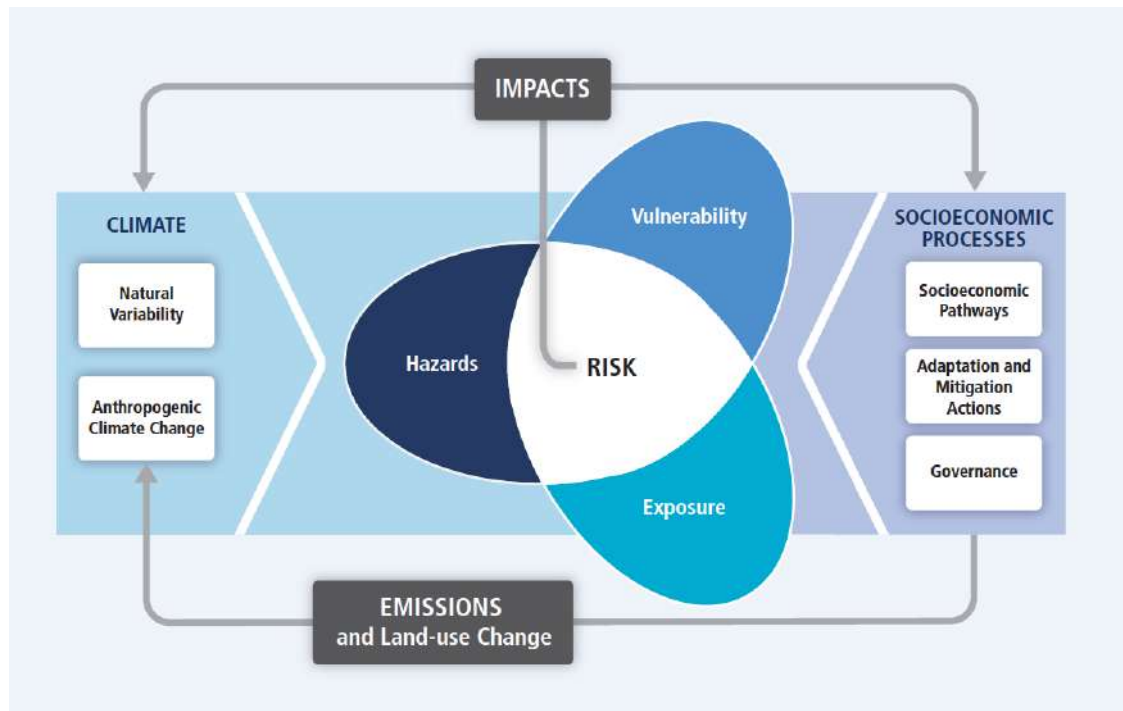 IMPACTS
CLIMATE
Natural
Variability
Anthropogenic
Climate Change
Vulnerability
Hazards
RISK
Exposure
SOCIOECONOMIC
PROCESSES
Socioeconomic
Pathways
Adaptation and
Mitigation
Actions
Governance
EMISSIONS
and Land-use Change